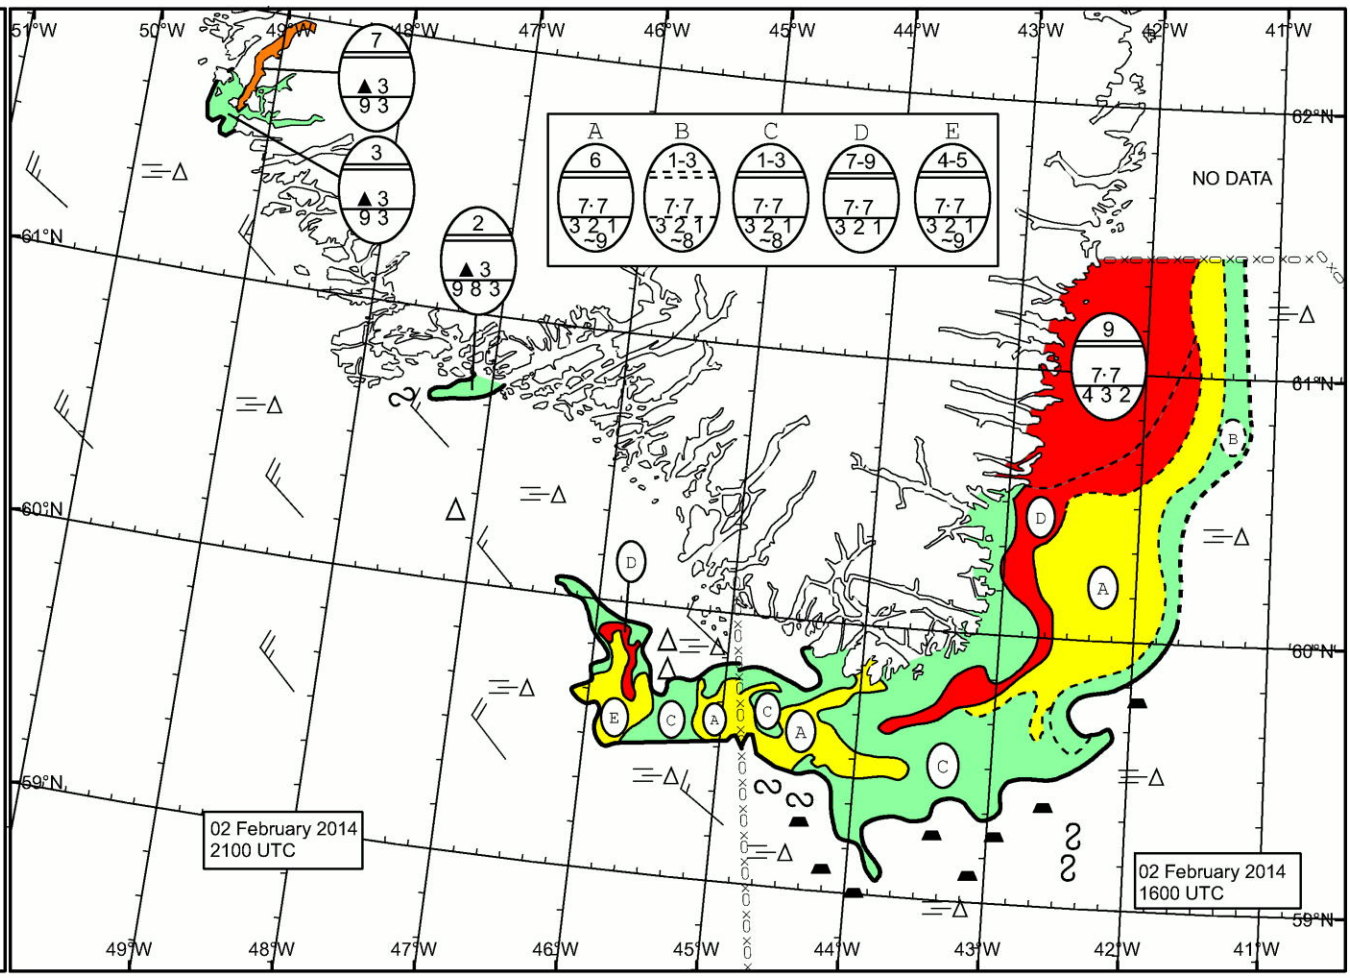 51°W 50°W 49°W 48°W 47°W 46°W 45°W 44°W 43°W 42°W 41°W
7
▲3
9 3
3
▲3
9 3
2
▲3
9 8 3
A B C D E
6 1-3 1-3 7-9 4-5
7·7 7·7 7·7 7·7 7·7
3 2 1 3 2 1 3 2 1 3 2 1 3 2 1
~9 ~8 ~8 ~9
62°N
NO DATA
61°N
9
7·7
4 3 2
61°N
B
60°N
D
D
A
60°N
E C A C A
C
59°N
02 February 2014
2100 UTC
02 February 2014
1600 UTC
59°N
49°W 48°W 47°W 46°W 45°W 44°W 43°W 42°W 41°W